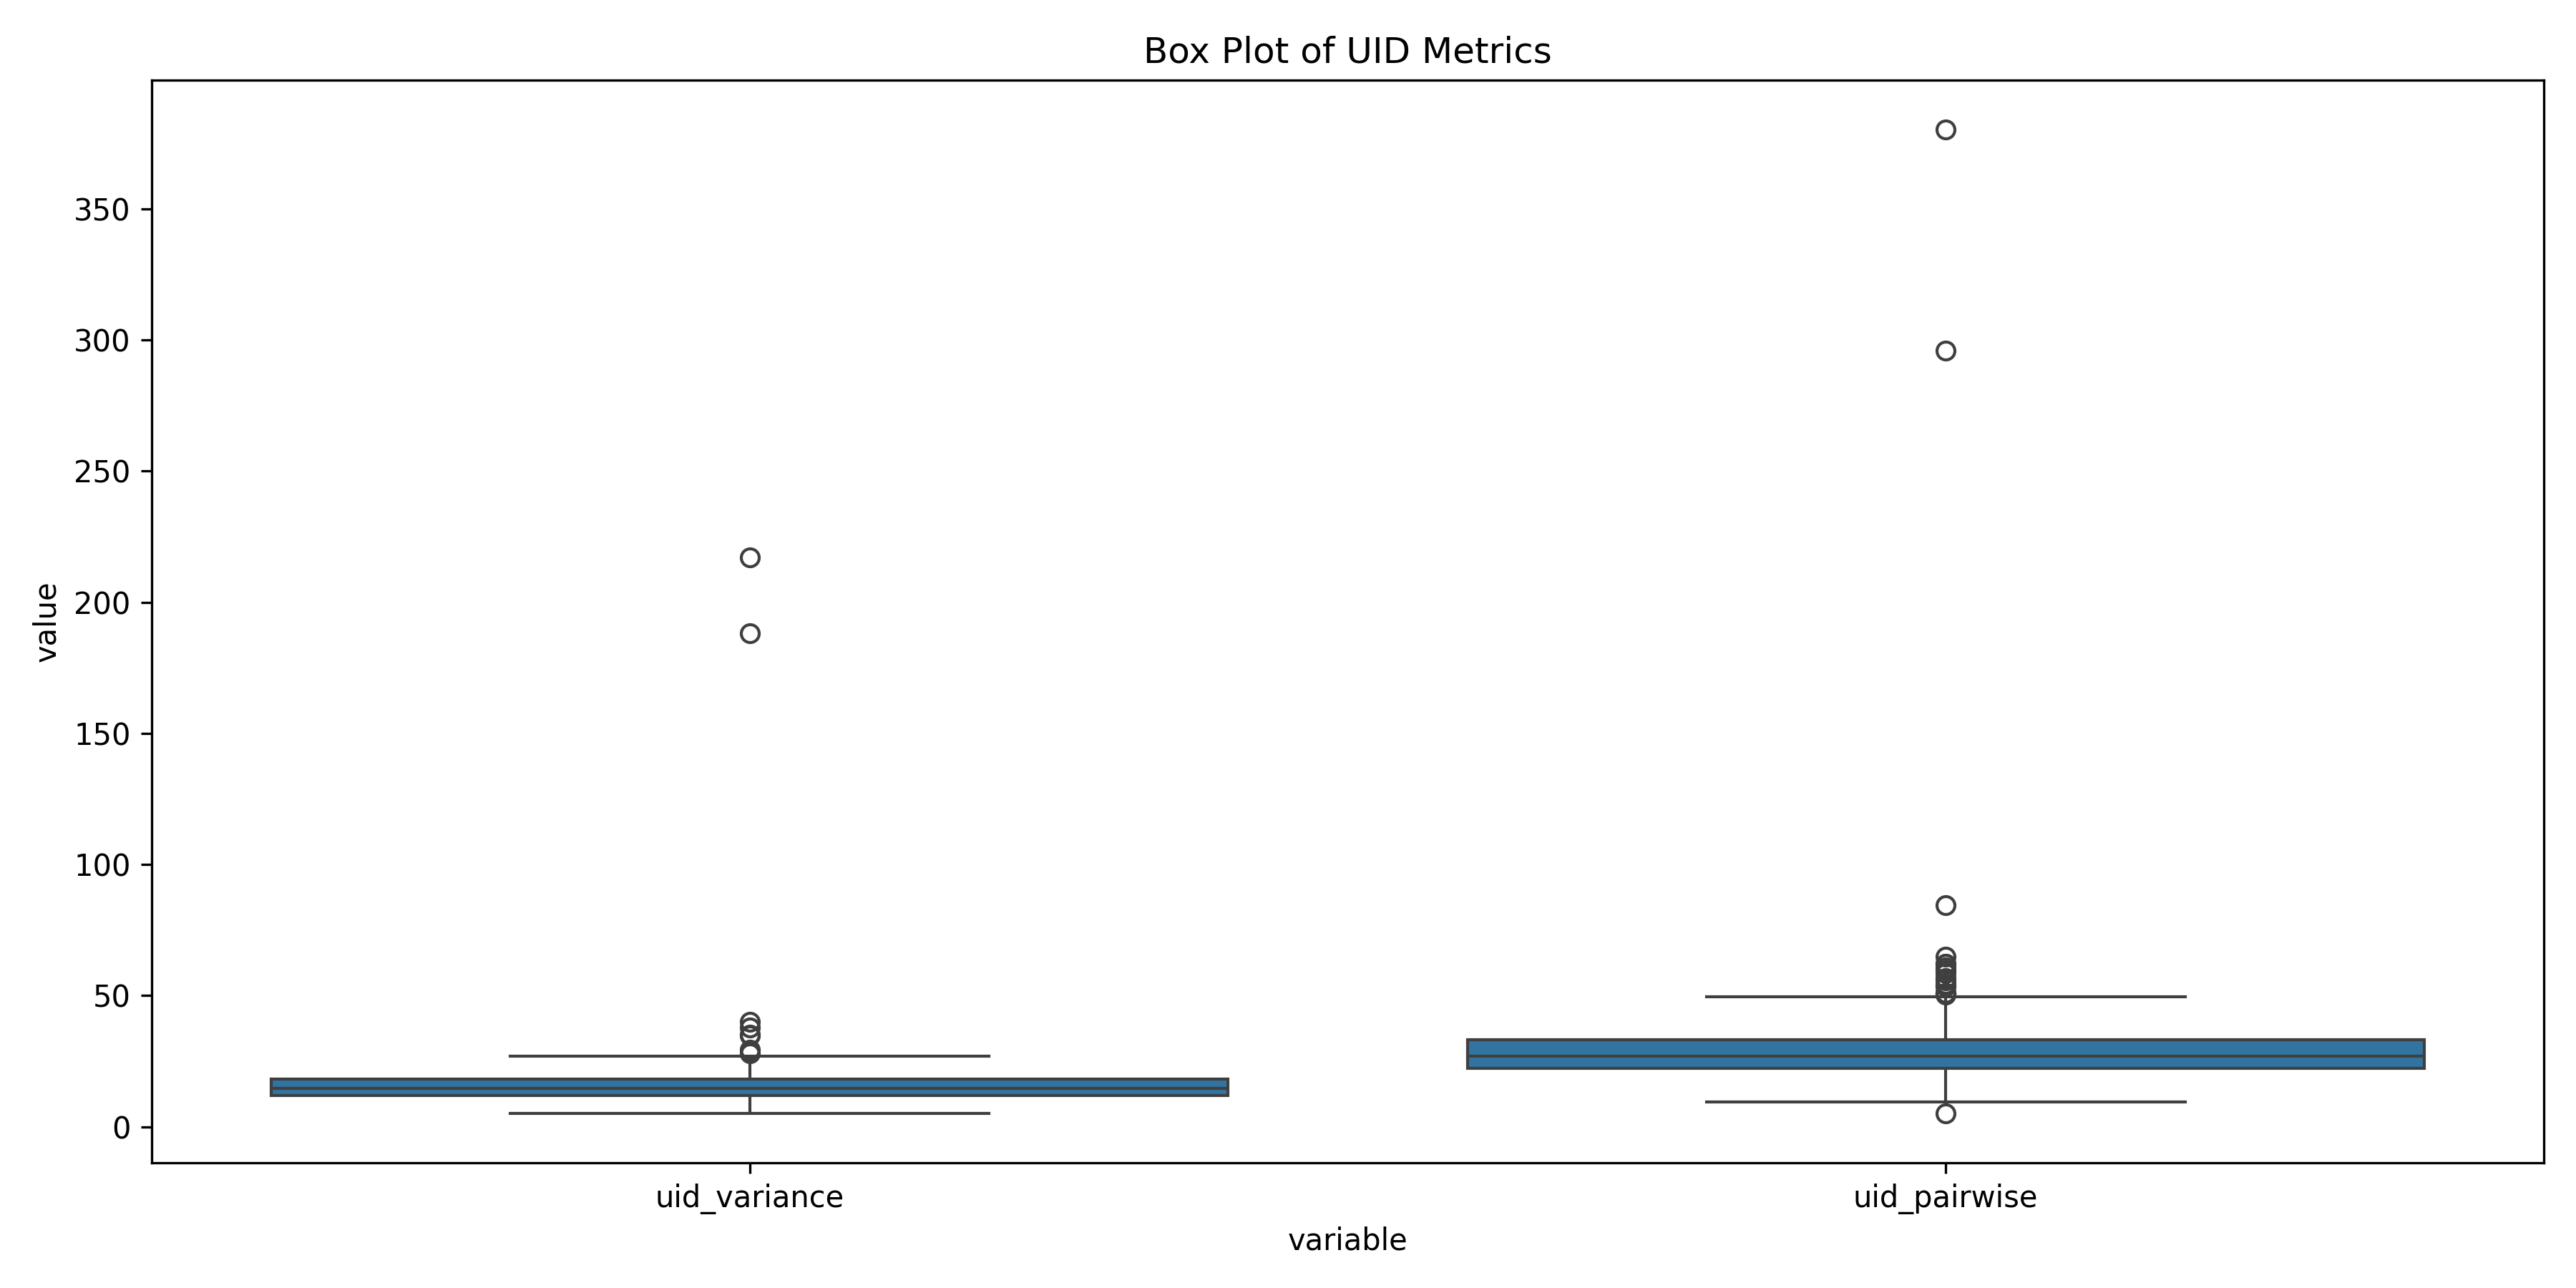 Box Plot of UID Metrics
350
300
250
200
150
100
50
0
value
uid_variance
uid_pairwise
variable